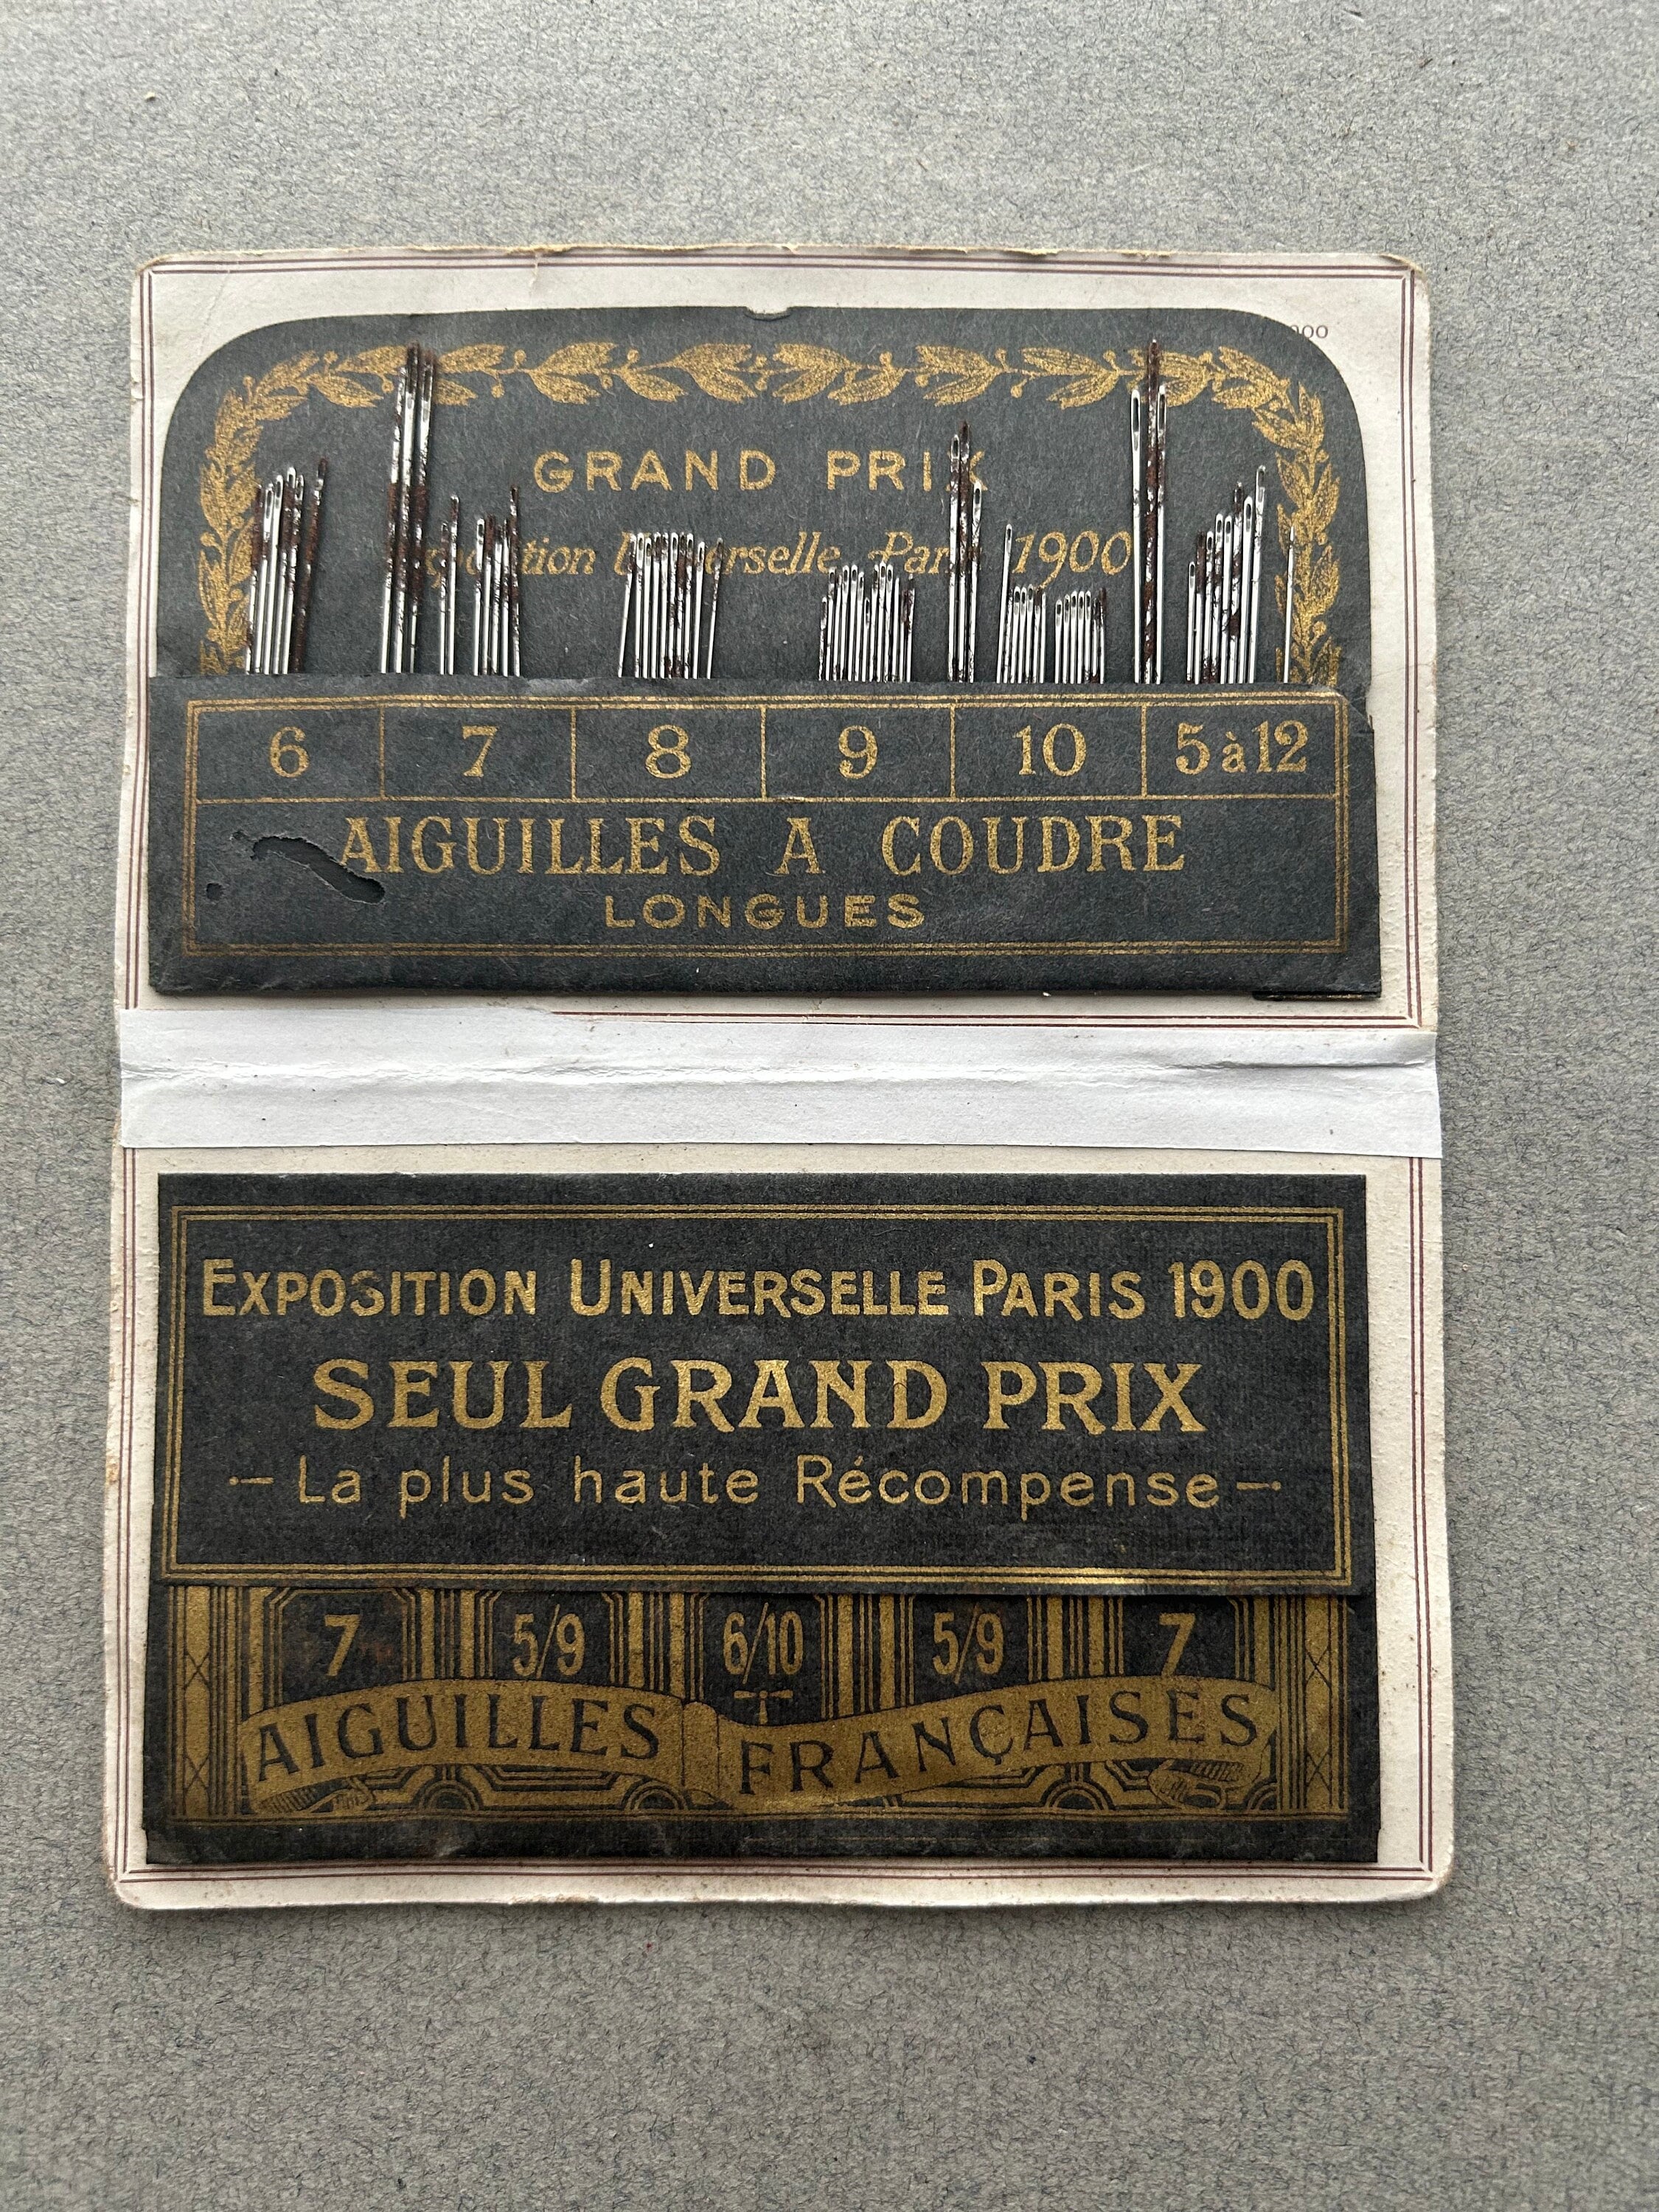 GRAND PRIX
Universelle Paris 1900
6 7 8 9 10 5 à 12
AIGUILLES A COUDRE
LONGUES
EXPOSITION UNIVERSELLE PARIS 1900
SEUL GRAND PRIX
La plus haute Récompense
7 5/9 6/10 5/9 7
AIGUILLES FRANÇAISES